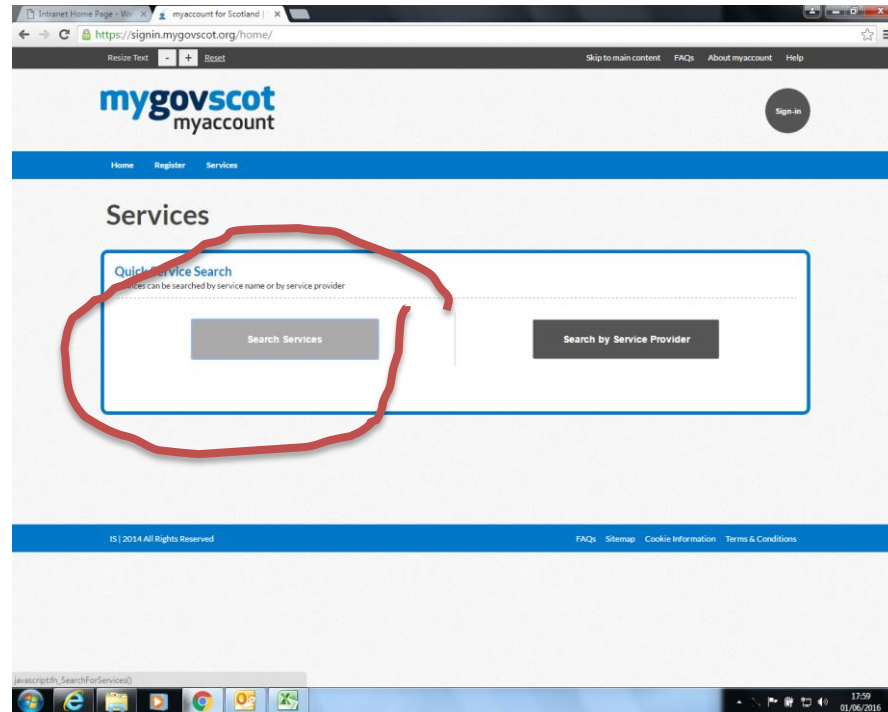 Intranet Home Page - W
myaccount for Scotland |
https://signin.mygovscot.org/home/
Resize Text - + Reset
Skip to main content FAQs About myaccount Help
mygovscot
myaccount
Sign-in
Home Register Services
Services
Quick Service Search
can be searched by service name or by service provider
Search Services
Search by Service Provider
IS | 2014 All Rights Reserved
FAQs Sitemap Cookie Information Terms & Conditions
javascript:fn_SearchForServices()
17:59
01/06/2016